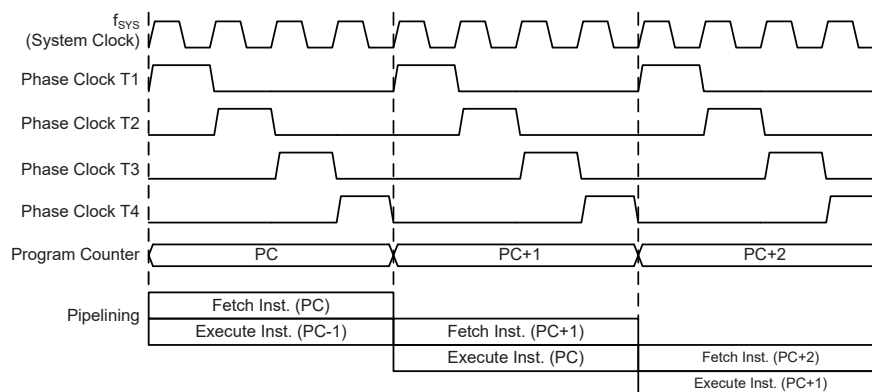 fSYS
(System Clock)
Phase Clock T1
Phase Clock T2
Phase Clock T3
Phase Clock T4
Program Counter PC PC+1 PC+2
Pipelining
Fetch Inst. (PC)
Execute Inst. (PC-1) Fetch Inst. (PC+1)
Execute Inst. (PC) Fetch Inst. (PC+2)
Execute Inst. (PC+1)